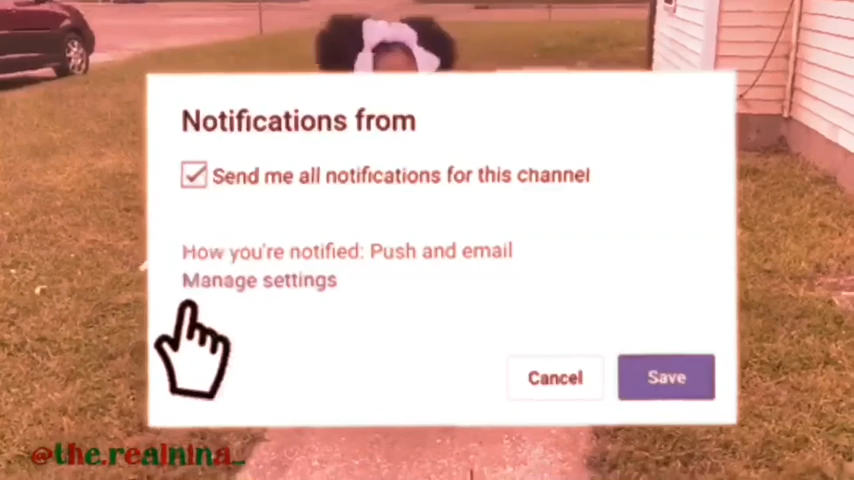 Notifications from
Send me all notifications for this channel
How you're notified: Push and email
Manage settings
Cancel
Save
@the.realnina_